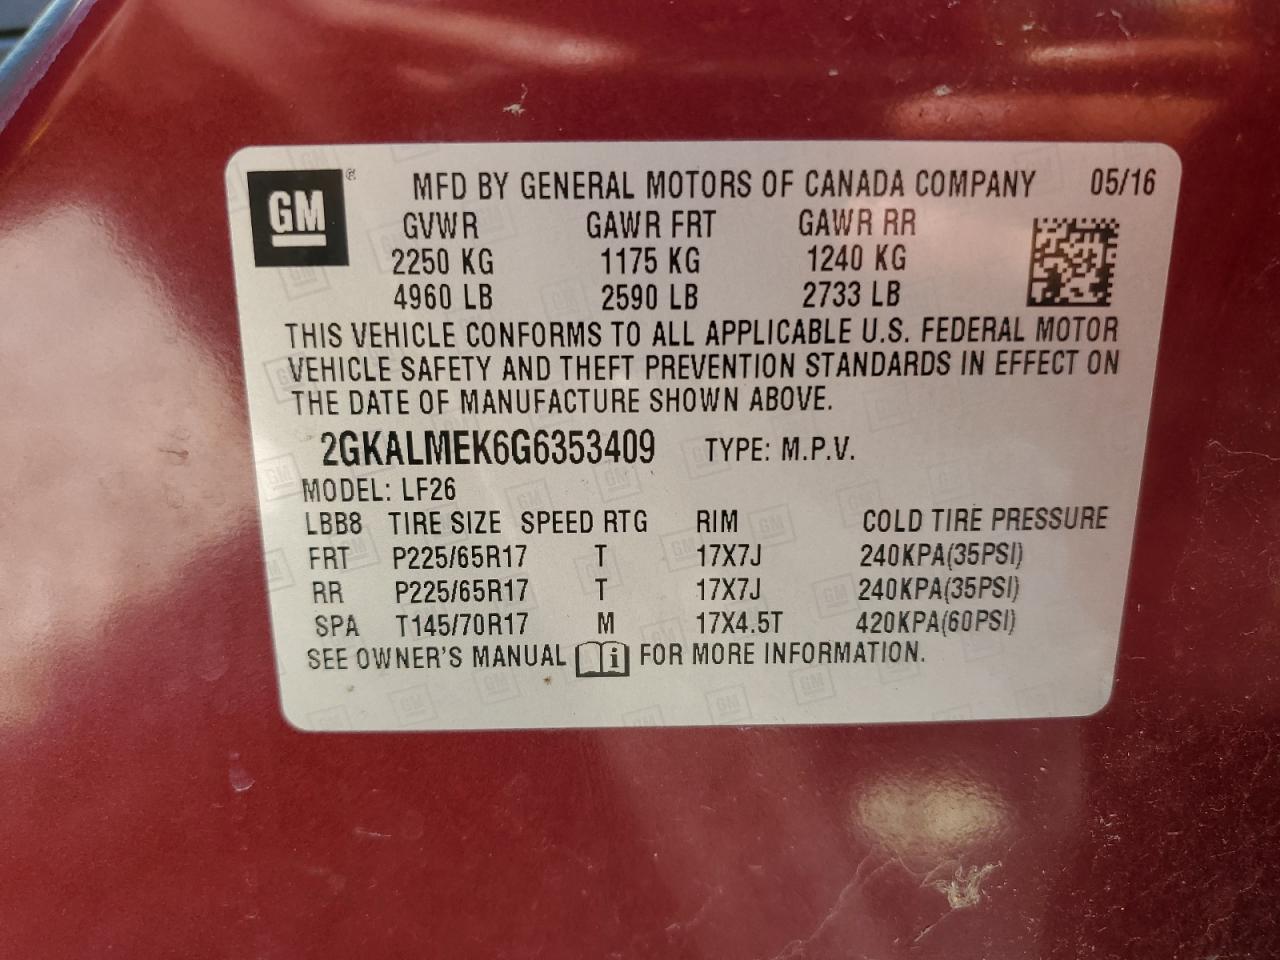 GM ® MFD BY GENERAL MOTORS OF CANADA COMPANY 05/16
GVWR GAWR FRT GAWR RR
2250 KG 1175 KG 1240 KG
4960 LB 2590 LB 2733 LB
THIS VEHICLE CONFORMS TO ALL APPLICABLE U.S. FEDERAL MOTOR
VEHICLE SAFETY AND THEFT PREVENTION STANDARDS IN EFFECT ON
THE DATE OF MANUFACTURE SHOWN ABOVE.
2GKALMEK6G6353409 TYPE: M.P.V.
MODEL: LF26
LBB8 TIRE SIZE SPEED RTG RIM COLD TIRE PRESSURE
FRT P225/65R17 T 17X7J 240KPA(35PSI)
RR P225/65R17 T 17X7J 240KPA(35PSI)
SPA T145/70R17 M 17X4.5T 420KPA(60PSI)
SEE OWNER'S MANUAL i FOR MORE INFORMATION.